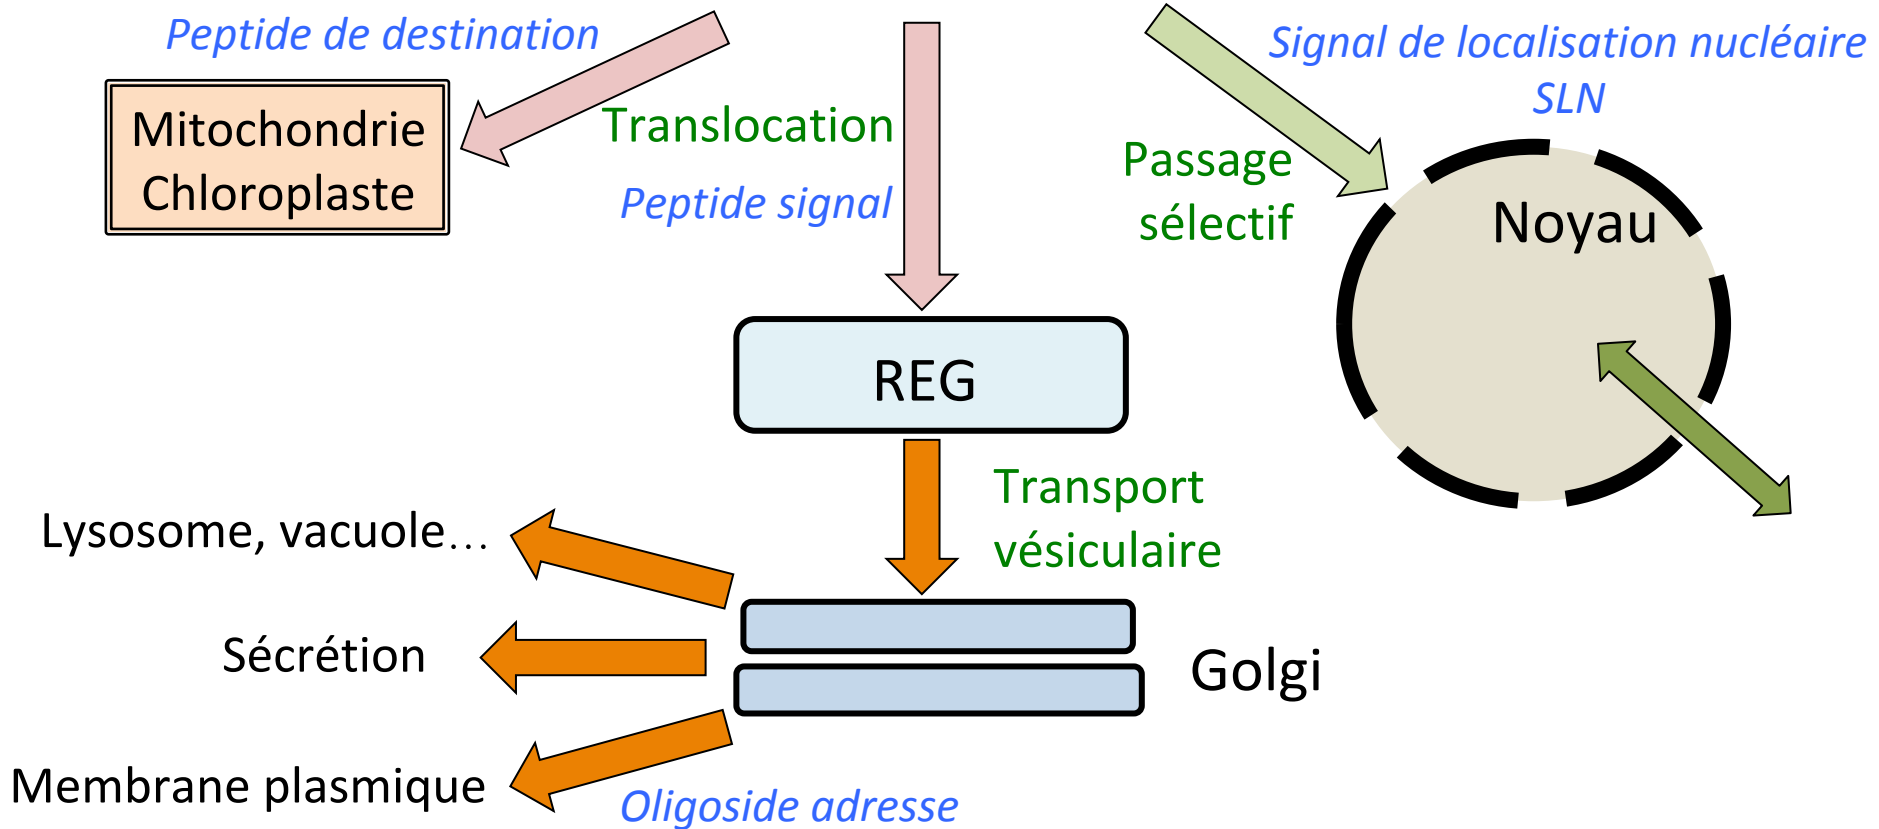 Peptide de destination
Signal de localisation nucléaire
SLN
Mitochondrie
Chloroplaste
Translocation
Peptide signal
Passage
sélectif
Noyau
REG
Transport
vésiculaire
Lysosome, vacuole…
Sécrétion
Golgi
Membrane plasmique
Oligoside adresse